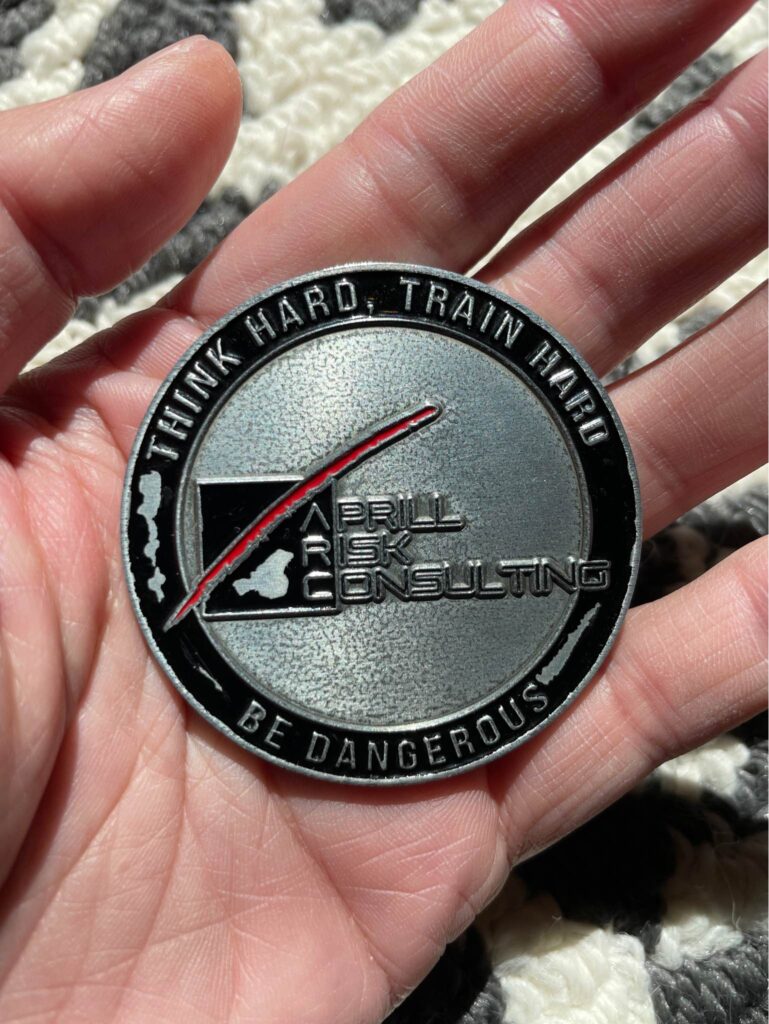 THINK HARD, TRAIN HARD
APRILL
RISK
CONSULTING
BE DANGEROUS